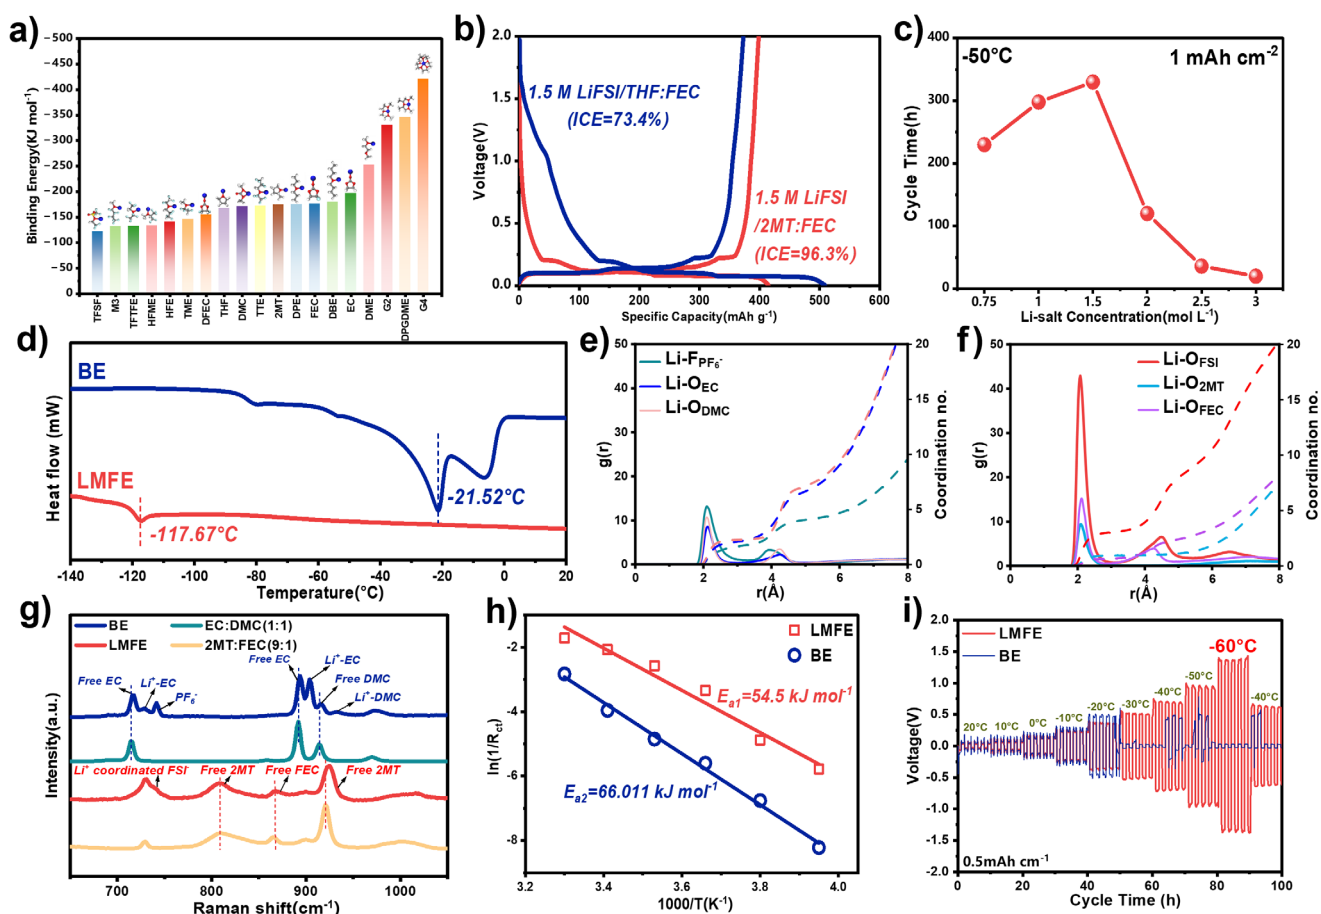 a)
Binding Energy(KJ mol⁻¹)
−500
−450
−400
−350
−300
−250
−200
−150
−100
−50
0
TFSF
M3
TFTFE
HFME
HFE
TME
DFEC
THF
DMC
TTE
2MT
DPE
FEC
DBE
EC
DME
G2
DPGDME
G4
b)
Voltage(V)
2.0
1.5
1.0
0.5
0.0
1.5 M LiFSI/THF:FEC
(ICE=73.4%)
1.5 M LiFSI
/2MT:FEC
(ICE=96.3%)
0 100 200 300 400 500 600
Specific Capacity(mAh g⁻¹)
c)
Cycle Time(h)
400
300
200
100
0
-50°C
1 mAh cm⁻²
0.75 1 1.5 2 2.5 3
Li-salt Concentration(mol L⁻¹)
d)
Heat flow (mW)
BE
LMFE
-21.52°C
-117.67°C
-140 -120 -100 -80 -60 -40 -20 0 20
Temperature(°C)
e)
g(r)
50
40
30
20
10
0
Li-F_PF₆⁻
Li-O_EC
Li-O_DMC
20
15
10
5
0
Coordination no.
0 2 4 6 8
r(Å)
f)
g(r)
50
40
30
20
10
0
Li-O_FSI
Li-O_2MT
Li-O_FEC
20
15
10
5
0
Coordination no.
0 2 4 6 8
r(Å)
g)
Intensity(a.u.)
BE
EC:DMC(1:1)
LMFE
2MT:FEC(9:1)
Free EC
Li⁺-EC
PF₆⁻
Free EC
Li⁺-EC
Free DMC
Li⁺-DMC
Li⁺ coordinated FSI⁻
Free 2MT
Free FEC
Free 2MT
700 800 900 1000
Raman shift(cm⁻¹)
h)
ln(1/R_ct)
-2
-4
-6
-8
LMFE
BE
E_a1=54.5 kJ mol⁻¹
E_a2=66.011 kJ mol⁻¹
3.2 3.4 3.6 3.8 4.0
1000/T(K⁻¹)
i)
Voltage(V)
2.0
1.5
1.0
0.5
0.0
-0.5
-1.0
-1.5
-2.0
LMFE
BE
20°C
10°C
0°C
-10°C
-20°C
-30°C
-40°C
-50°C
-60°C
-40°C
0.5mAh cm⁻¹
0 20 40 60 80 100
Cycle Time (h)